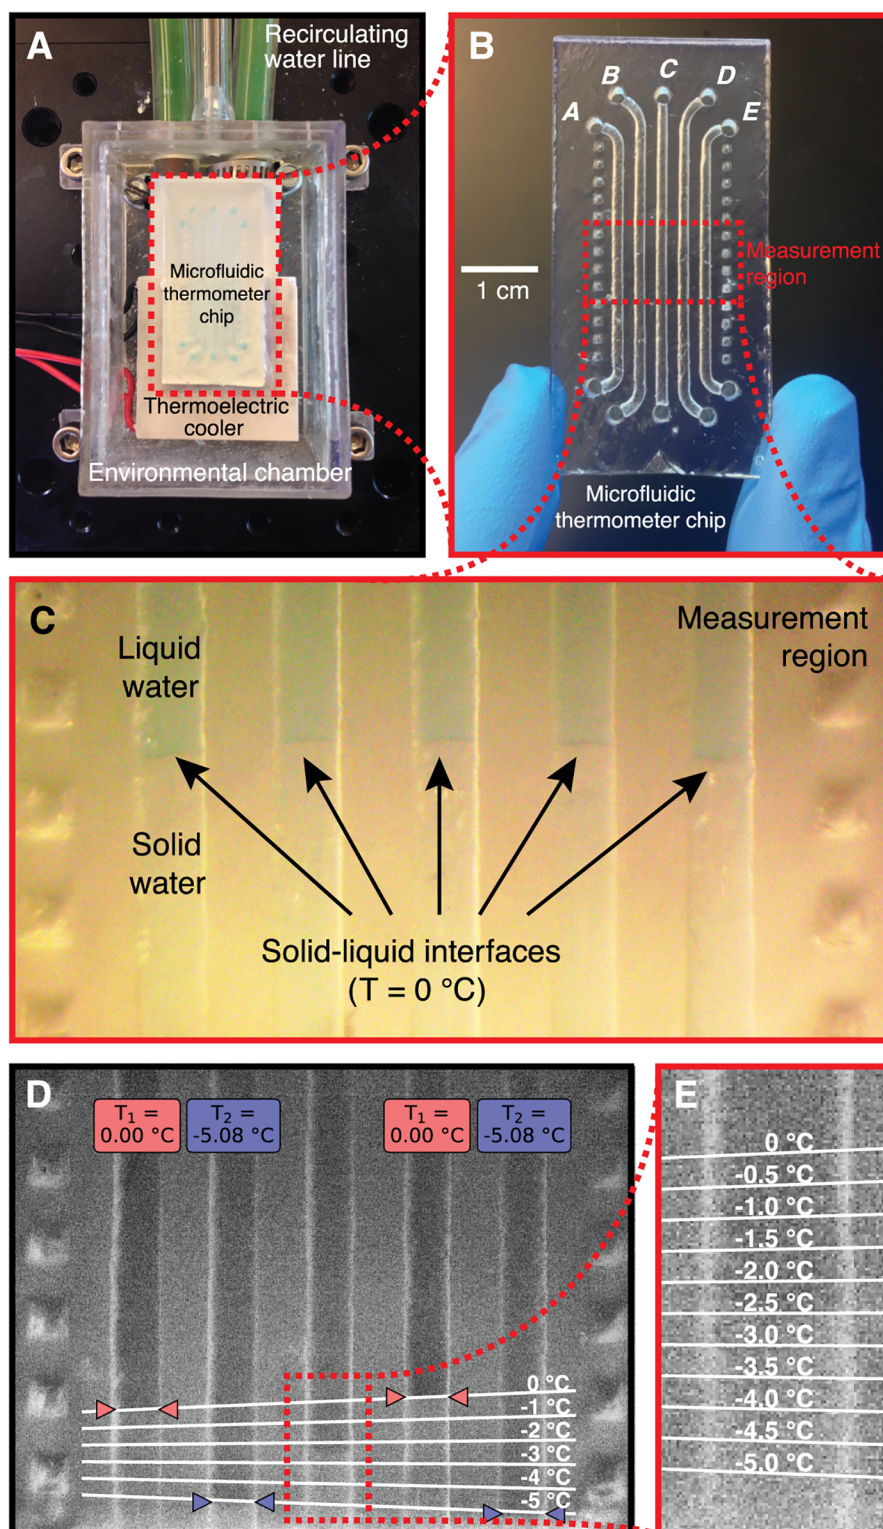 A
Recirculating
water line
Microfluidic
thermometer
chip
Thermoelectric
cooler
Environmental chamber
B
A
B
C
D
E
Measurement
region
1 cm
Microfluidic
thermometer chip
C
Liquid
water
Measurement
region
Solid
water
Solid-liquid interfaces
(T = 0 °C)
D
T1 =
0.00 °C
T2 =
-5.08 °C
T1 =
0.00 °C
T2 =
-5.08 °C
0 °C
-1 °C
-2 °C
-3 °C
-4 °C
-5 °C
E
0 °C
-0.5 °C
-1.0 °C
-1.5 °C
-2.0 °C
-2.5 °C
-3.0 °C
-3.5 °C
-4.0 °C
-4.5 °C
-5.0 °C